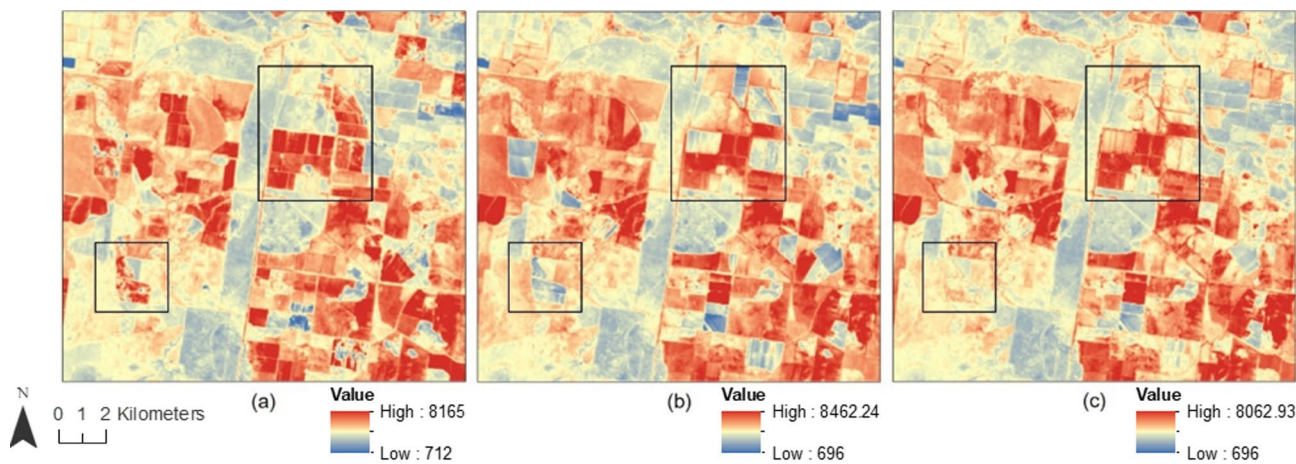 (a)
(b)
(c)
N
0 1 2 Kilometers
Value
High : 8165
Low : 712
Value
High : 8462.24
Low : 696
Value
High : 8062.93
Low : 696